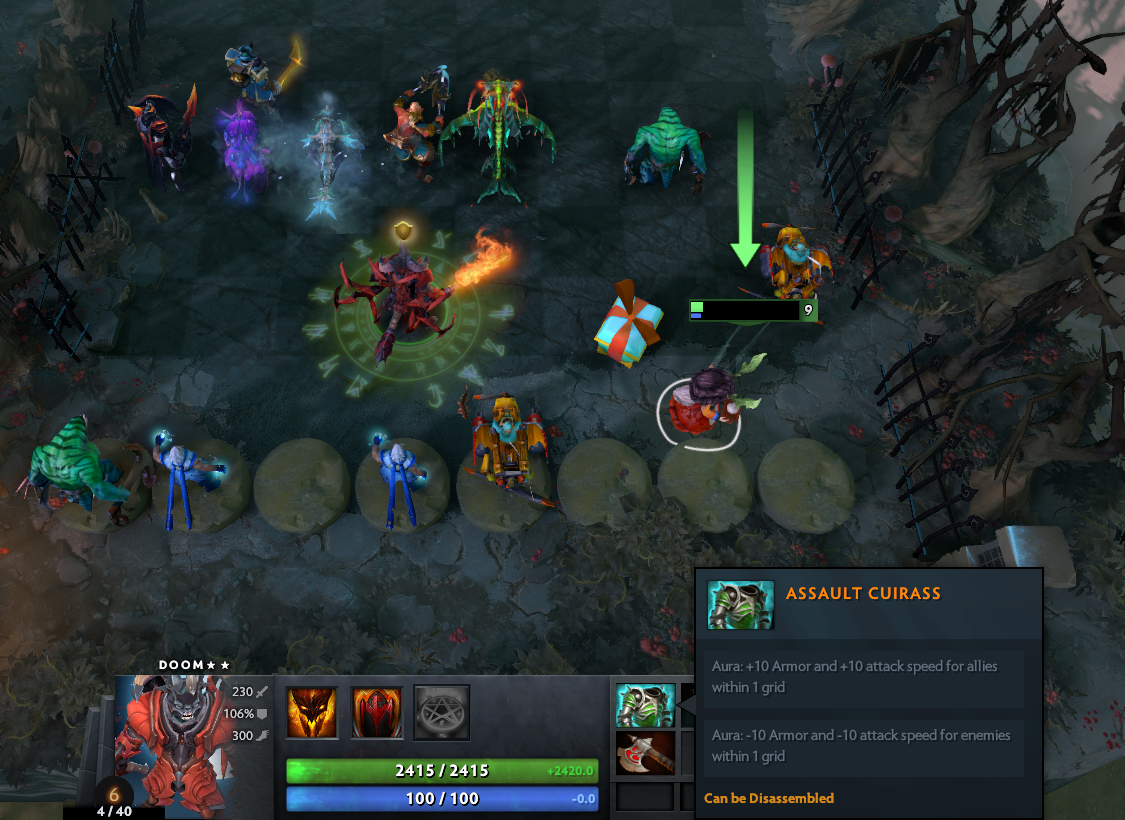 9
ASSAULT CUIRASS
Aura: +10 Armor and +10 attack speed for allies
within 1 grid
Aura: -10 Armor and -10 attack speed for enemies
within 1 grid
Can be Disassembled
DOOM★★
230
106%
300
6
4 / 40
2415 / 2415
+2420.0
100 / 100
-0.0